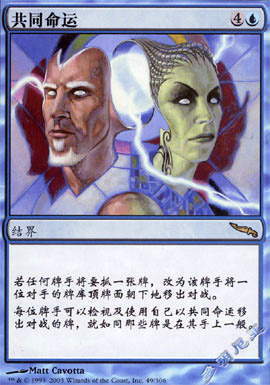 共同命运
4
结界
若任何牌手将要抓一张牌，改为该牌手将一
位对手的牌库顶牌面朝下地移出对战。
每位牌手可以检视及使用自己以共同命运移
出对战的牌，就如同那些牌是在其手上一般。
Matt Cavotta
™ & © 1993-2003 Wizards of the Coast, Inc. 49/306